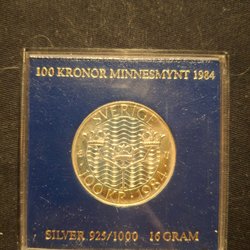 100 KRONOR MINNESMYNT 1984
SVERIGE
100 KR · 1984
SILVER 925/1000 . 16 GRAM